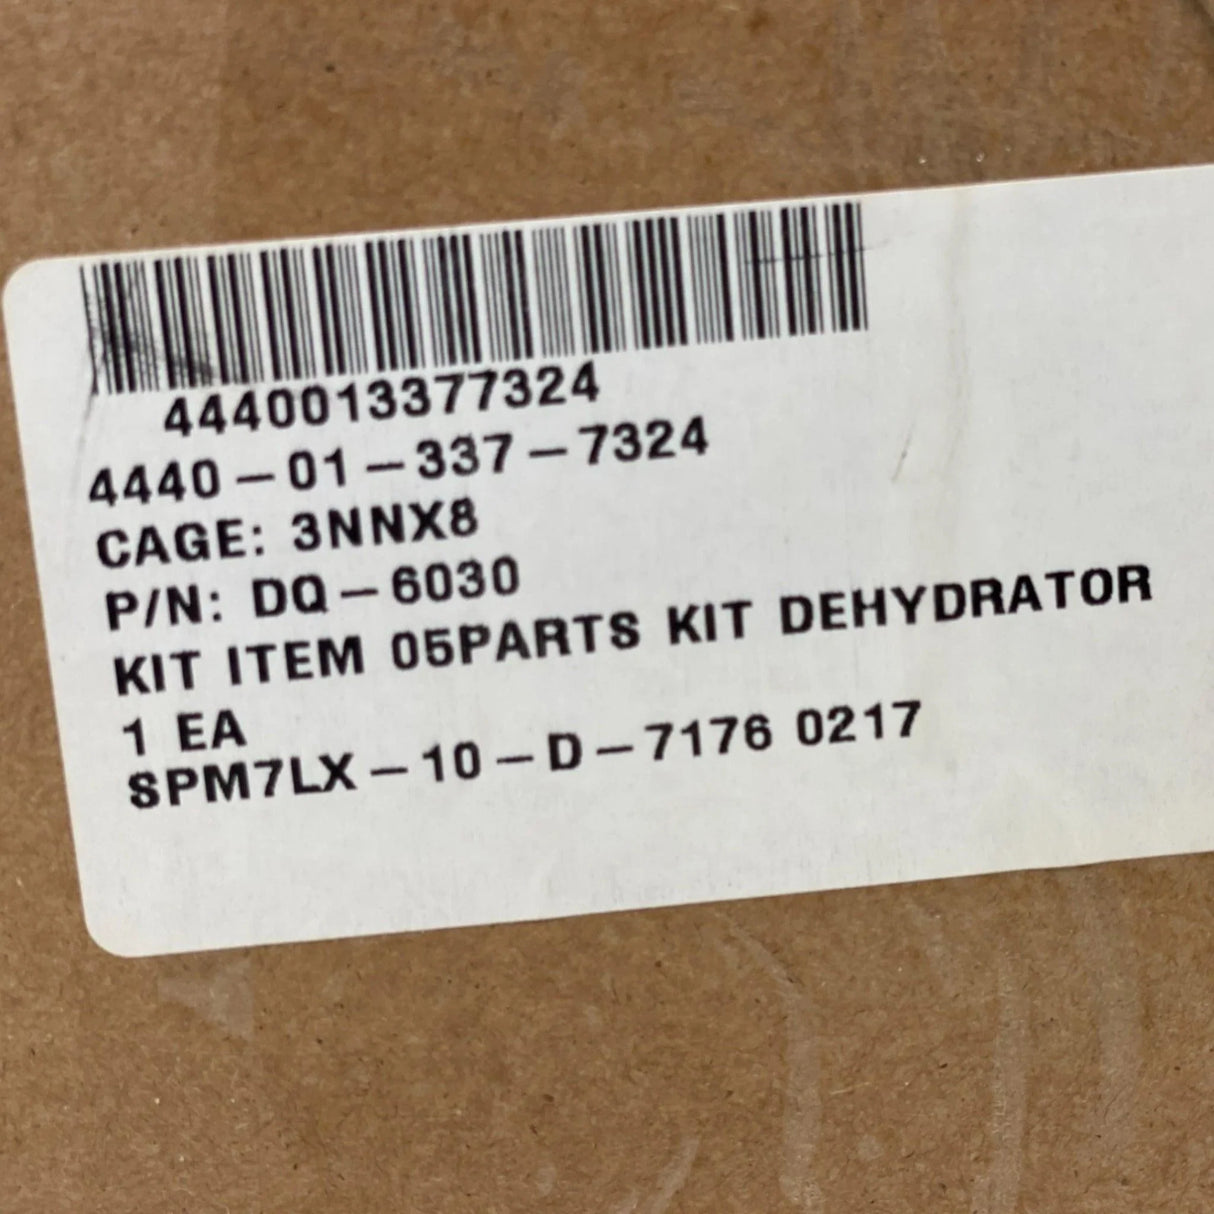 4440013377324
4440-01-337-7324
CAGE: 3NNX8
P/N: DQ-6030
KIT ITEM 05PARTS KIT DEHYDRATOR
1 EA
SPM7LX-10-D-7176 0217